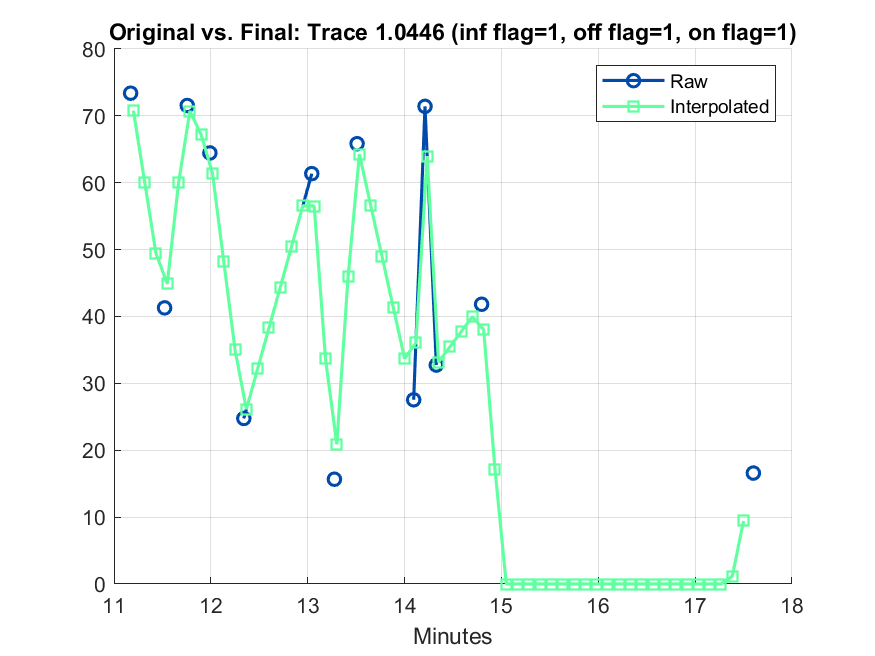 Original vs. Final: Trace 1.0446 (inf flag=1, off flag=1, on flag=1)
80
70
60
50
40
30
20
10
0
Raw
Interpolated
11 12 13 14 15 16 17 18
Minutes